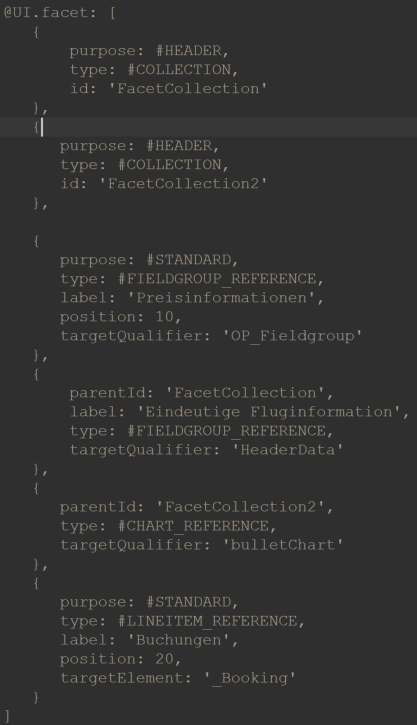 @UI.facet: [
{
purpose: #HEADER,
type: #COLLECTION,
id: 'FacetCollection'
},
{
purpose: #HEADER,
type: #COLLECTION,
id: 'FacetCollection2'
},
{
purpose: #STANDARD,
type: #FIELDGROUP_REFERENCE,
label: 'Preisinformationen',
position: 10,
targetQualifier: 'OP_Fieldgroup'
},
{
parentId: 'FacetCollection',
label: 'Eindeutige Fluginformation',
type: #FIELDGROUP_REFERENCE,
targetQualifier: 'HeaderData'
},
{
parentId: 'FacetCollection2',
type: #CHART_REFERENCE,
targetQualifier: 'bulletChart'
},
{
purpose: #STANDARD,
type: #LINEITEM_REFERENCE,
label: 'Buchungen',
position: 20,
targetElement: '_Booking'
}
]